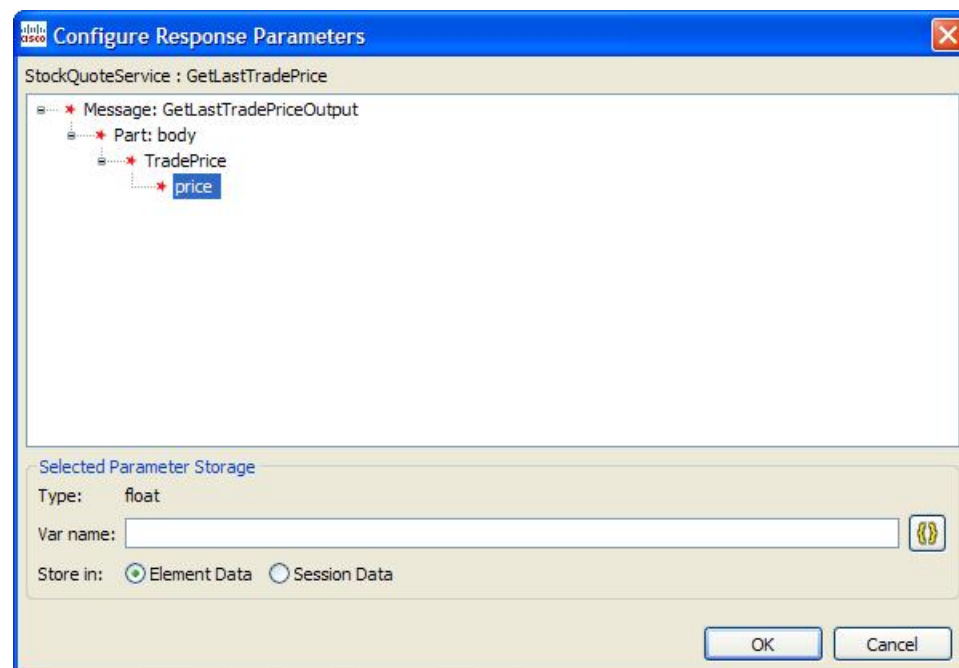 cisco Configure Response Parameters
StockQuoteService : GetLastTradePrice
Message: GetLastTradePriceOutput
Part: body
TradePrice
price
Selected Parameter Storage
Type: float
Var name:
Store in: Element Data Session Data
OK Cancel